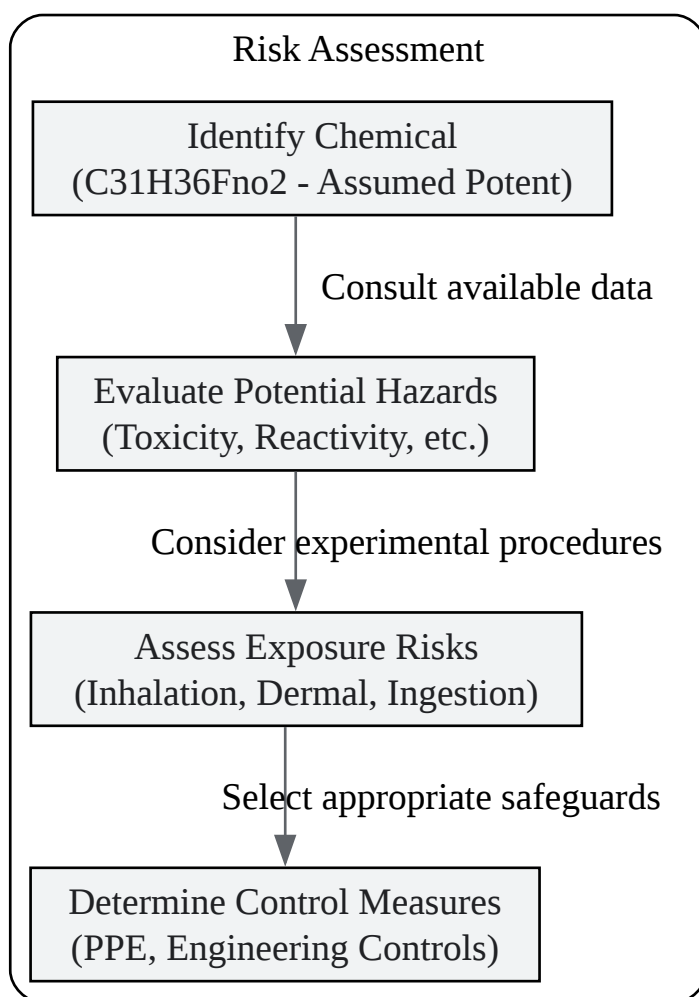 Risk Assessment
Identify Chemical
(C31H36Fno2 - Assumed Potent)
Consult available data
Evaluate Potential Hazards
(Toxicity, Reactivity, etc.)
Consider experimental procedures
Assess Exposure Risks
(Inhalation, Dermal, Ingestion)
Select appropriate safeguards
Determine Control Measures
(PPE, Engineering Controls)